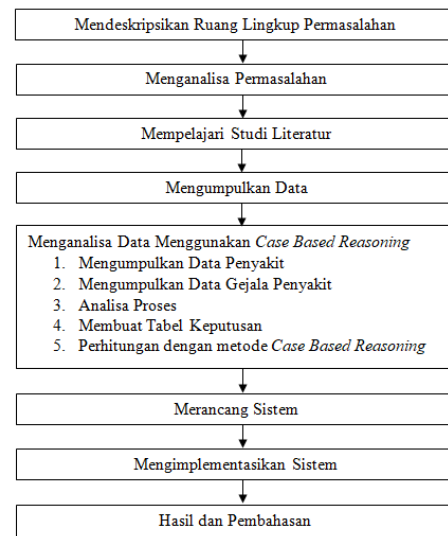 Mendeskripsikan Ruang Lingkup Permasalahan
Menganalisa Permasalahan
Mempelajari Studi Literatur
Mengumpulkan Data
Menganalisa Data Menggunakan Case Based Reasoning
1. Mengumpulkan Data Penyakit
2. Mengumpulkan Data Gejala Penyakit
3. Analisa Proses
4. Membuat Tabel Keputusan
5. Perhitungan dengan metode Case Based Reasoning
Merancang Sistem
Mengimplementasikan Sistem
Hasil dan Pembahasan